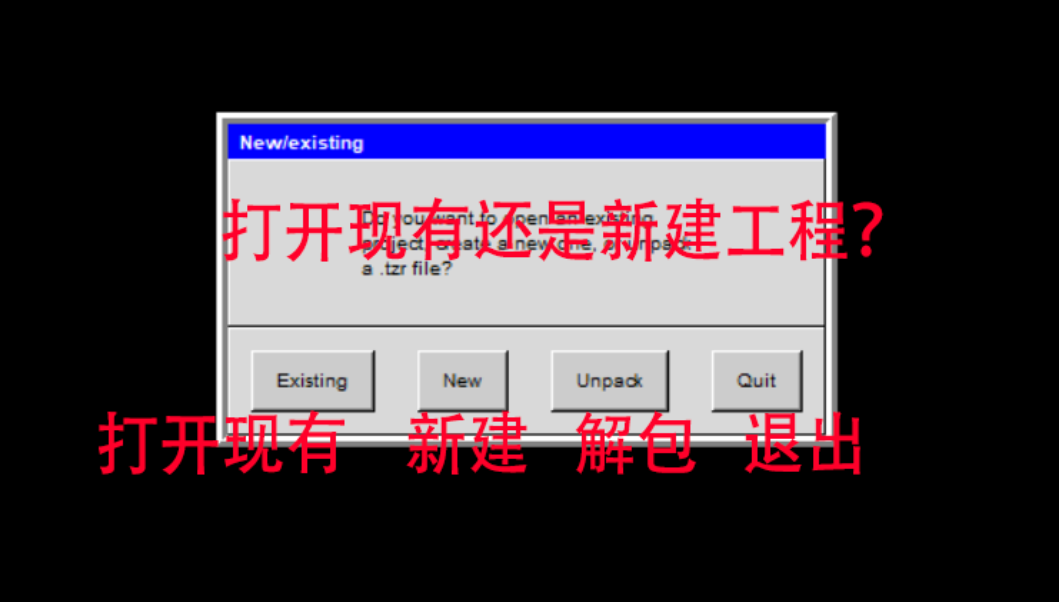 New/existing
打开现有还是新建工程?
Do you want to open an existing
project, create a new one, or unpack
a .tzr file?
Existing New Unpack Quit
打开现有 新建 解包 退出